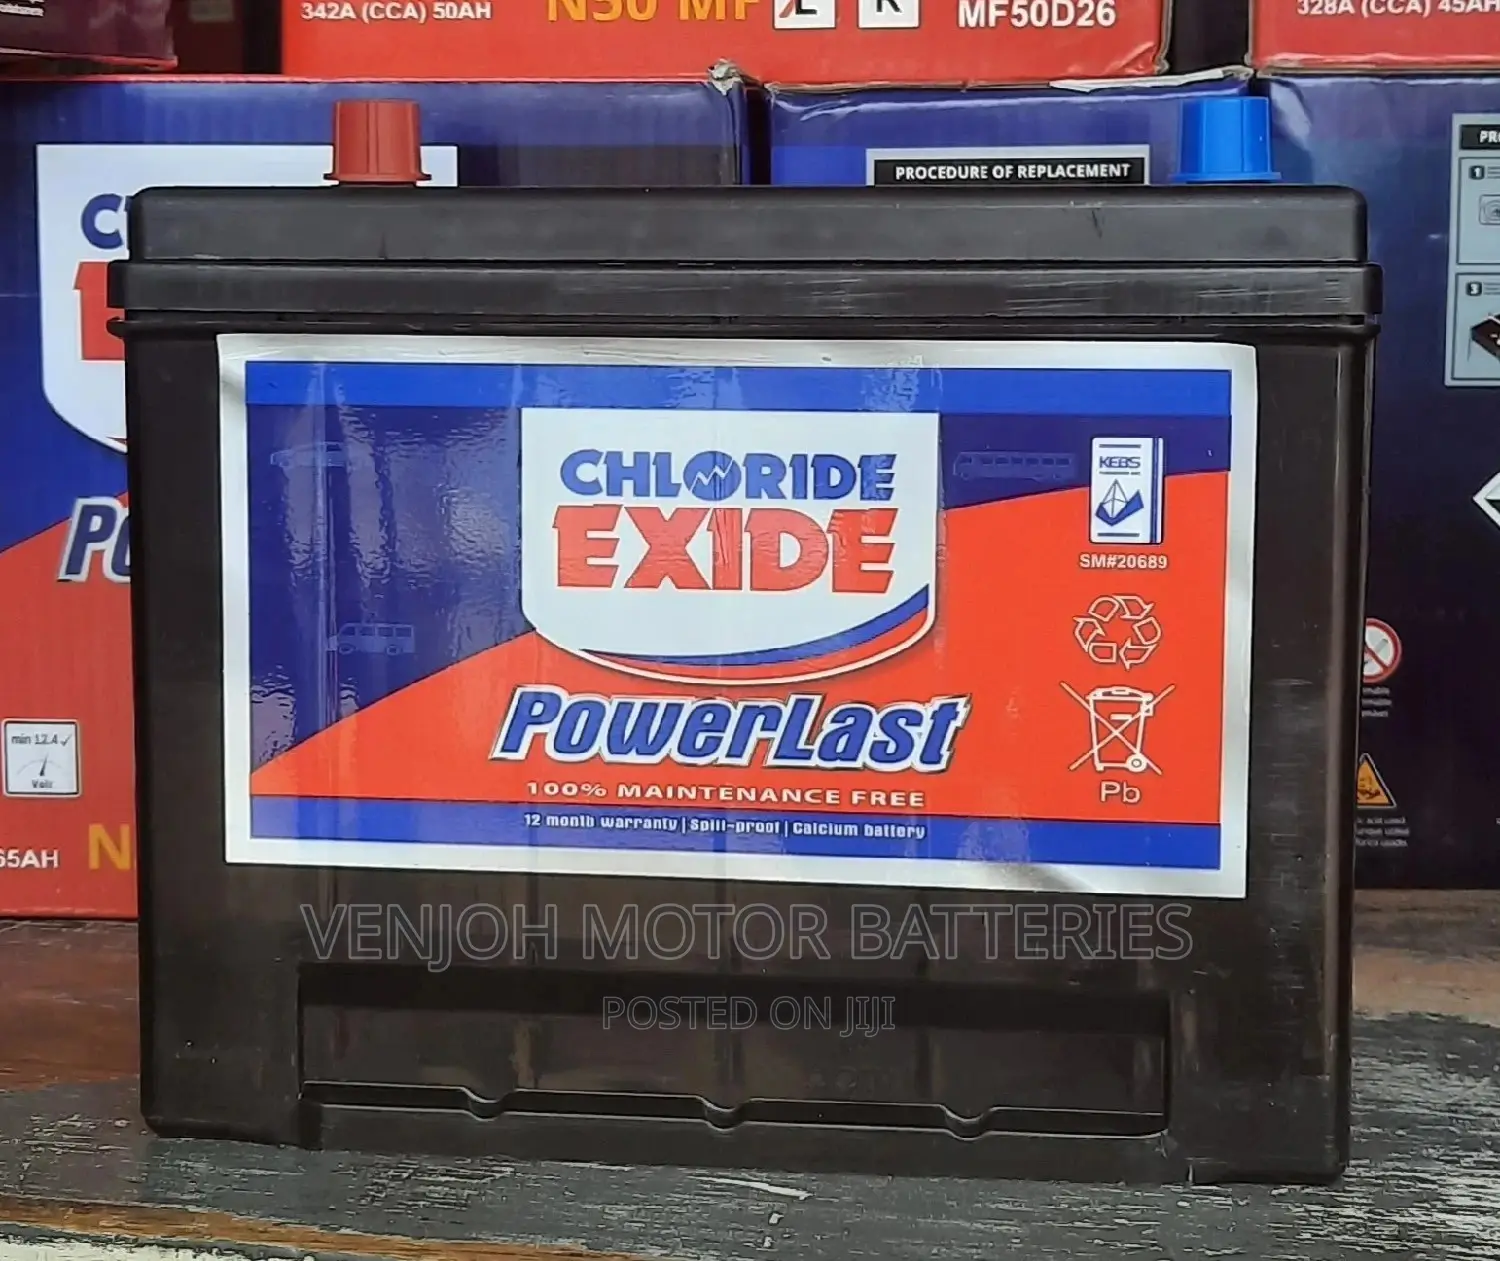 342A (CCA) 50AH
N50 MF
L
R
MF50D26
328A (CCA) 45AH
PROCEDURE OF REPLACEMENT
1
3
CHLORIDE
EXIDE
KEBS
SM#20689
PowerLast
100% MAINTENANCE FREE
12 month warranty | Spill-proof | Calcium battery
Pb
min 12.4
Volt
65AH
N
VENJOH MOTOR BATTERIES
POSTED ON JIJI